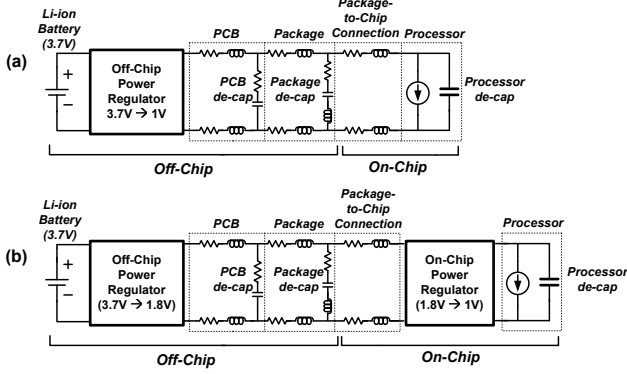 Package-
to-Chip
Connection
Li-ion
Battery
(3.7V)
PCB
Package
Processor
(a)
+
−
Off-Chip
Power
Regulator
3.7V → 1V
PCB
de-cap
Package
de-cap
Processor
de-cap
Off-Chip
On-Chip
Package-
to-Chip
Connection
Li-ion
Battery
(3.7V)
PCB
Package
Processor
(b)
+
−
Off-Chip
Power
Regulator
(3.7V → 1.8V)
PCB
de-cap
Package
de-cap
On-Chip
Power
Regulator
(1.8V → 1V)
Processor
de-cap
Off-Chip
On-Chip